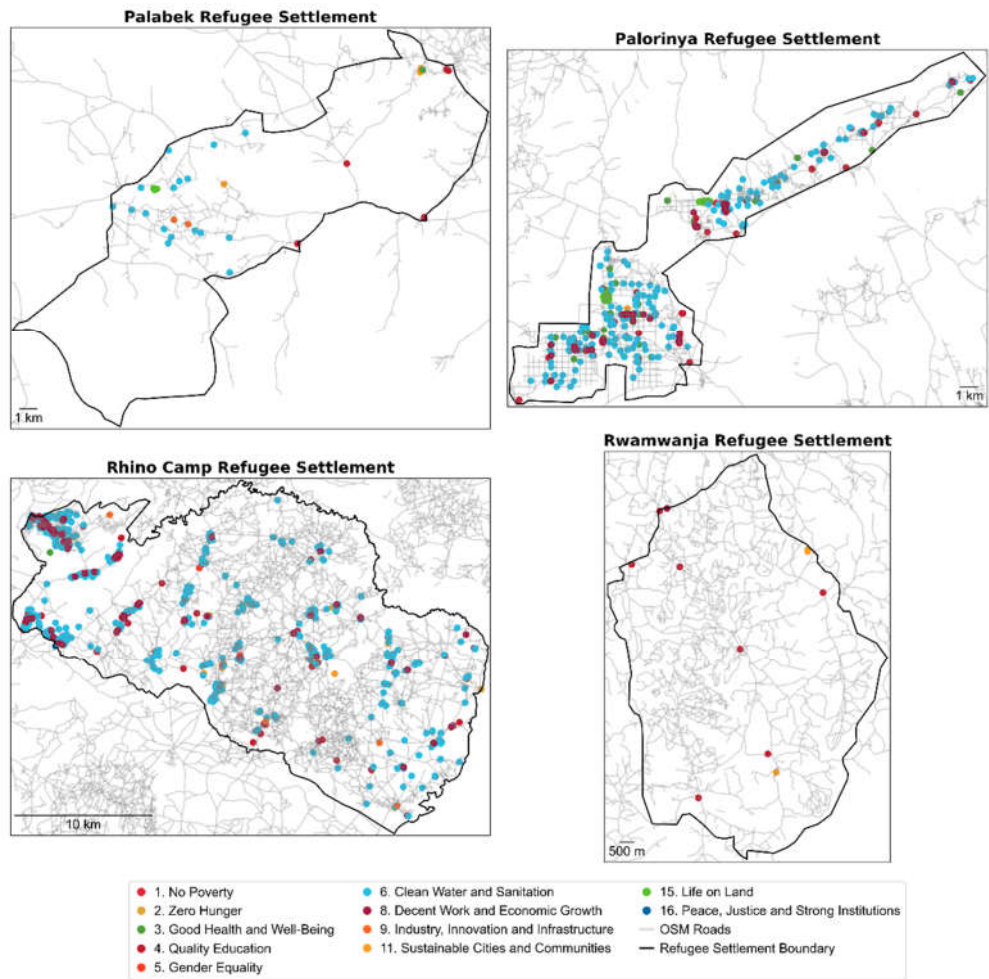 Palabek Refugee Settlement
1 km
Palorinya Refugee Settlement
1 km
Rhino Camp Refugee Settlement
10 km
Rwamwanja Refugee Settlement
500 m
1. No Poverty
2. Zero Hunger
3. Good Health and Well-Being
4. Quality Education
5. Gender Equality
6. Clean Water and Sanitation
8. Decent Work and Economic Growth
9. Industry, Innovation and Infrastructure
11. Sustainable Cities and Communities
15. Life on Land
16. Peace, Justice and Strong Institutions
OSM Roads
Refugee Settlement Boundary